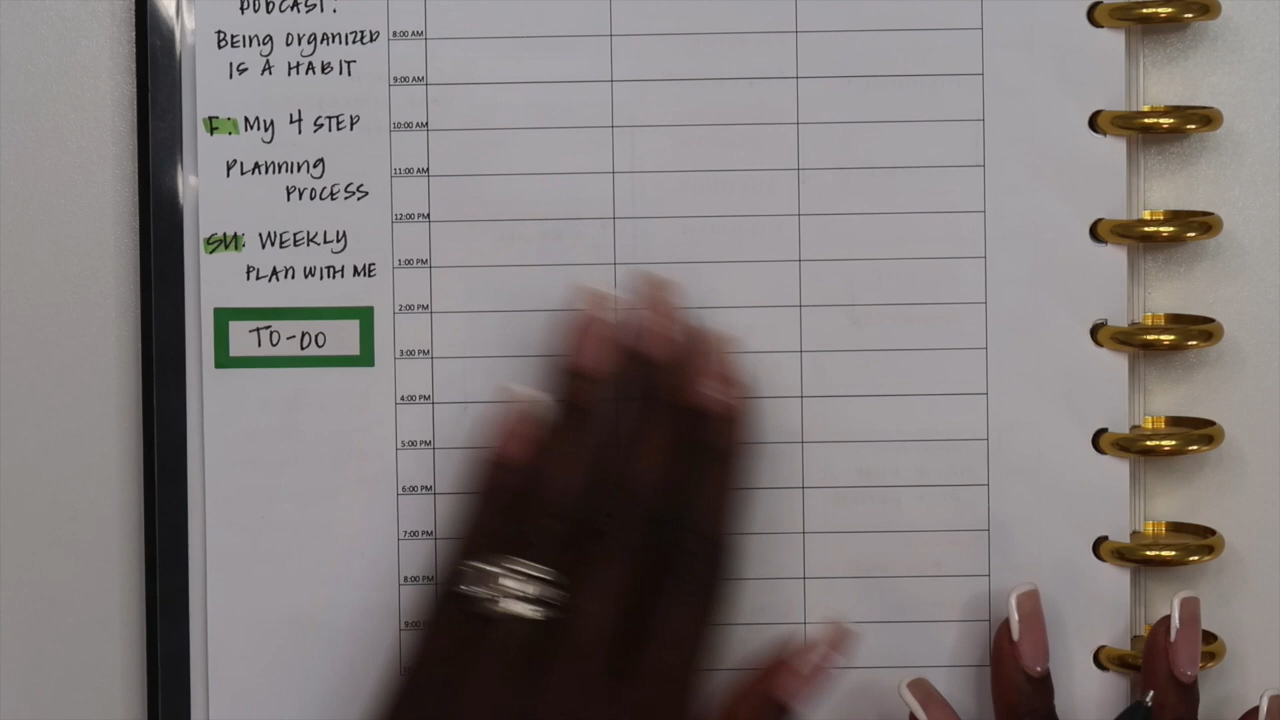 PODCAST:
BEING ORGANIZED
IS A HABIT
F: MY 4 STEP
PLANNING
PROCESS
SU: WEEKLY
PLAN WITH ME
TO-DO
8:00 AM
9:00 AM
10:00 AM
11:00 AM
12:00 PM
1:00 PM
2:00 PM
3:00 PM
4:00 PM
5:00 PM
6:00 PM
7:00 PM
8:00 PM
9:00